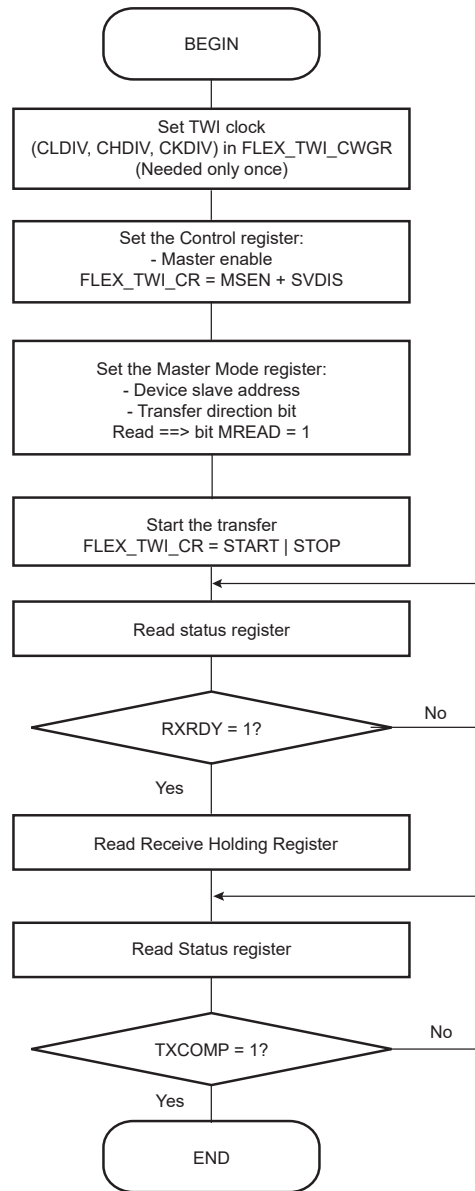 BEGIN
Set TWI clock
(CLDIV, CHDIV, CKDIV) in FLEX_TWI_CWGR
(Needed only once)
Set the Control register:
- Master enable
FLEX_TWI_CR = MSEN + SVDIS
Set the Master Mode register:
- Device slave address
- Transfer direction bit
Read ==> bit MREAD = 1
Start the transfer
FLEX_TWI_CR = START | STOP
Read status register
RXRDY = 1?
No
Yes
Read Receive Holding Register
Read Status register
TXCOMP = 1?
No
Yes
END